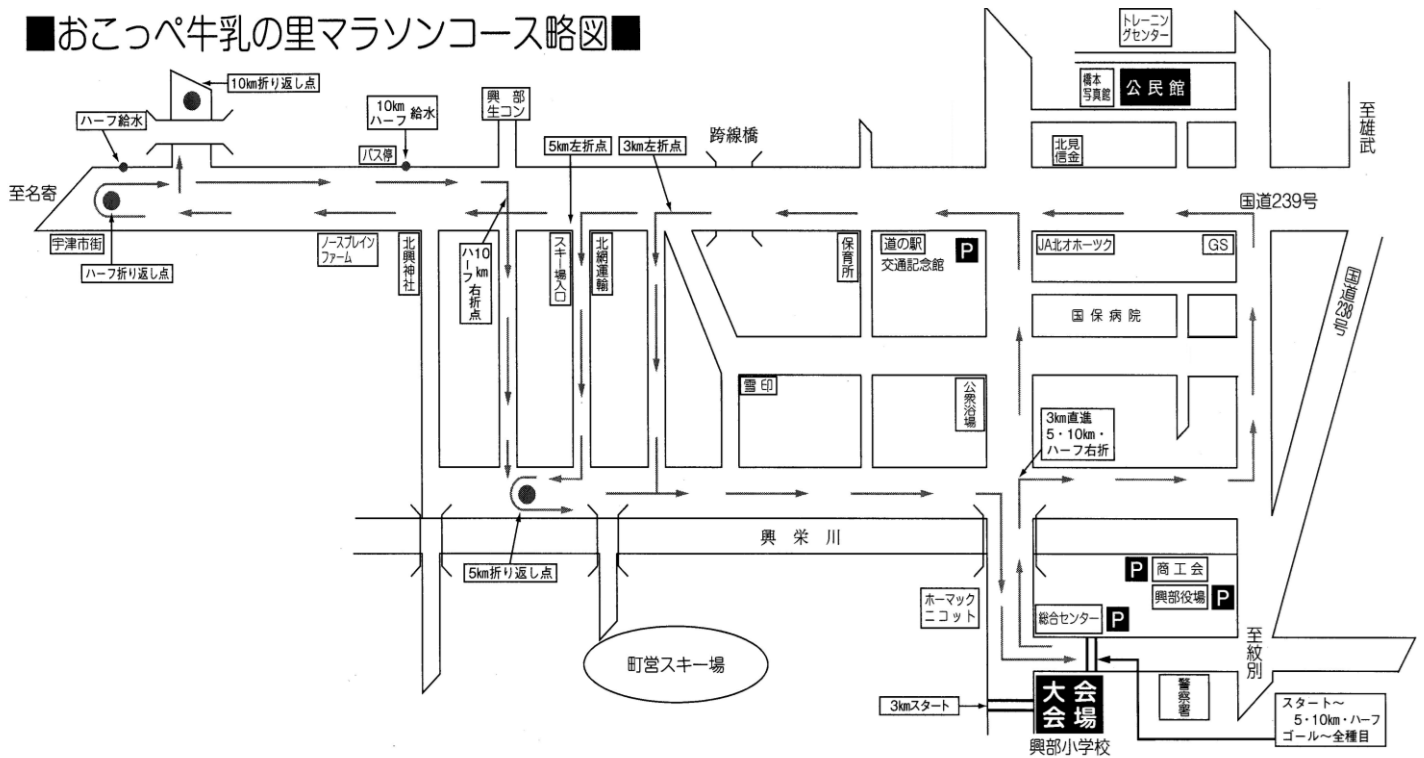 ■おこっぺ牛乳の里マラソンコース略図■
トレーニン
グセンター
橋本
写真館
公民館
至雄武
10km折り返し点
ハーフ給水
10km
ハーフ
給水
興部
生コン
バス停
5km左折点
3km左折点
跨線橋
北見
信金
至名寄
国道239号
宇津市街
ハーフ折り返し点
ノースプレイン
ファーム
北興神社
10km
ハーフ
右折点
スキー場入口
北網運輸
保育所
道の駅
交通記念館
P
JA北オホーツク
GS
国道238号
国保病院
雪印
公衆浴場
3km直進
5・10km・
ハーフ右折
興栄川
5km折り返し点
P
商工会
興部役場
P
ホーマック
ニコット
総合センター
P
町営スキー場
至紋別
3kmスタート
大会
会場
警察署
興部小学校
スタート〜
5・10km・ハーフ
ゴール〜全種目